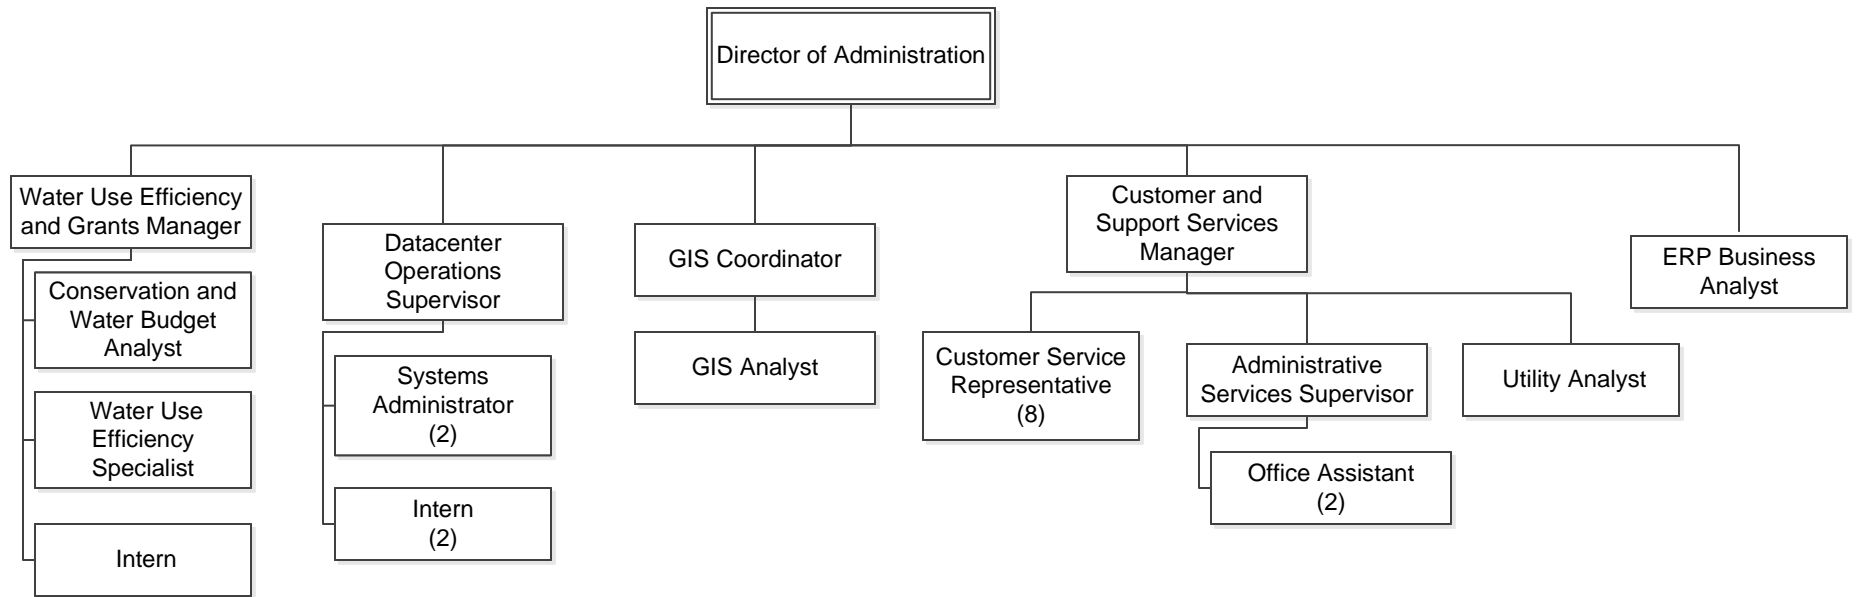 Director of Administration
Water Use Efficiency
and Grants Manager
Conservation and
Water Budget
Analyst
Water Use
Efficiency
Specialist
Intern
Datacenter
Operations
Supervisor
Systems
Administrator
(2)
Intern
(2)
GIS Coordinator
GIS Analyst
Customer and
Support Services
Manager
Customer Service
Representative
(8)
Administrative
Services Supervisor
Office Assistant
(2)
Utility Analyst
ERP Business
Analyst